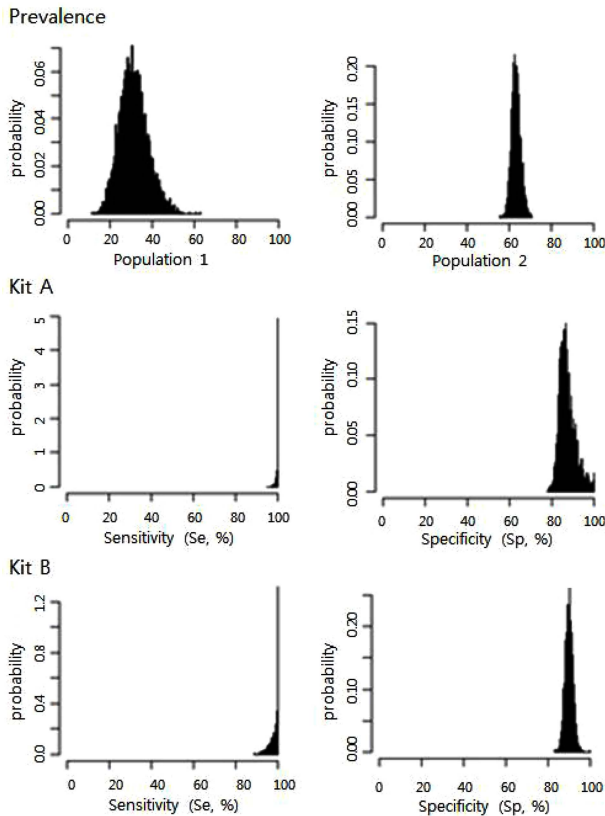 Prevalence
probability
0.00 0.02 0.04 0.06
0 20 40 60 80 100
Population 1
probability
0.00 0.05 0.10 0.15 0.20
0 20 40 60 80 100
Population 2
Kit A
probability
0 1 2 3 4 5
0 20 40 60 80 100
Sensitivity (Se, %)
probability
0.00 0.05 0.10 0.15
0 20 40 60 80 100
Specificity (Sp, %)
Kit B
probability
0.0 0.4 0.8 1.2
0 20 40 60 80 100
Sensitivity (Se, %)
probability
0.00 0.10 0.20
0 20 40 60 80 100
Specificity (Sp, %)